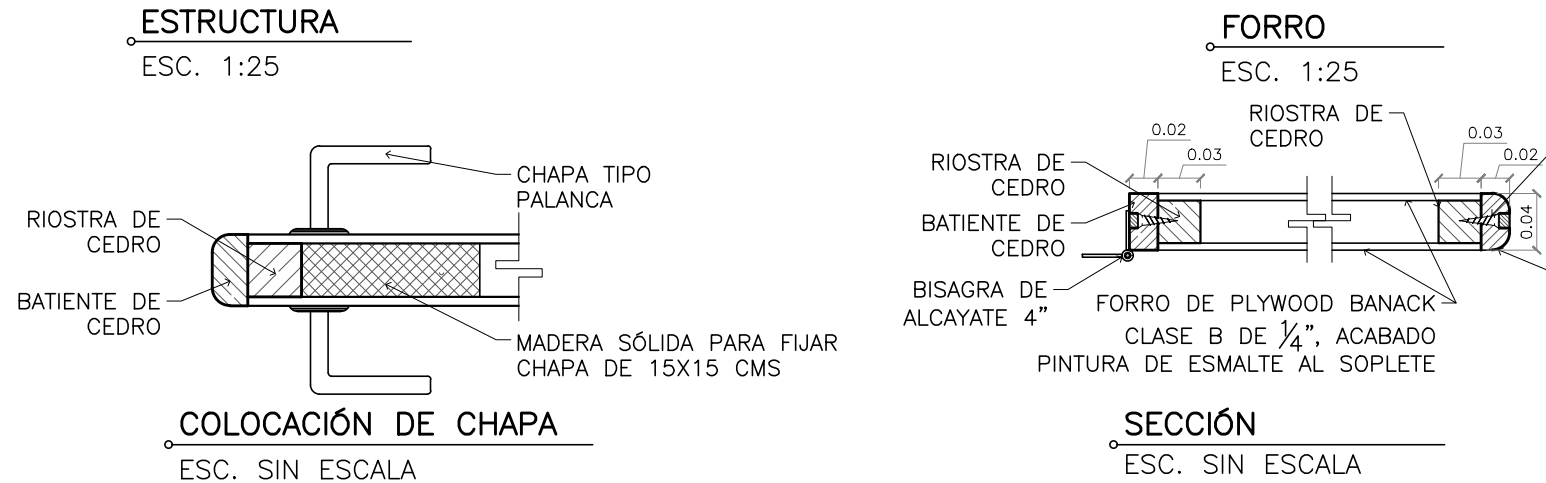 ESTRUCTURA
ESC. 1:25
FORRO
ESC. 1:25
CHAPA TIPO
PALANCA
RIOSTRA DE
CEDRO
BATIENTE DE
CEDRO
MADERA SÓLIDA PARA FIJAR
CHAPA DE 15X15 CMS
COLOCACIÓN DE CHAPA
ESC. SIN ESCALA
RIOSTRA DE
CEDRO
0.02
0.03
0.03
0.02
RIOSTRA DE
CEDRO
BATIENTE DE
CEDRO
0.04
BISAGRA DE
ALCAYATE 4"
FORRO DE PLYWOOD BANACK
CLASE B DE 1/4", ACABADO
PINTURA DE ESMALTE AL SOPLETE
SECCIÓN
ESC. SIN ESCALA